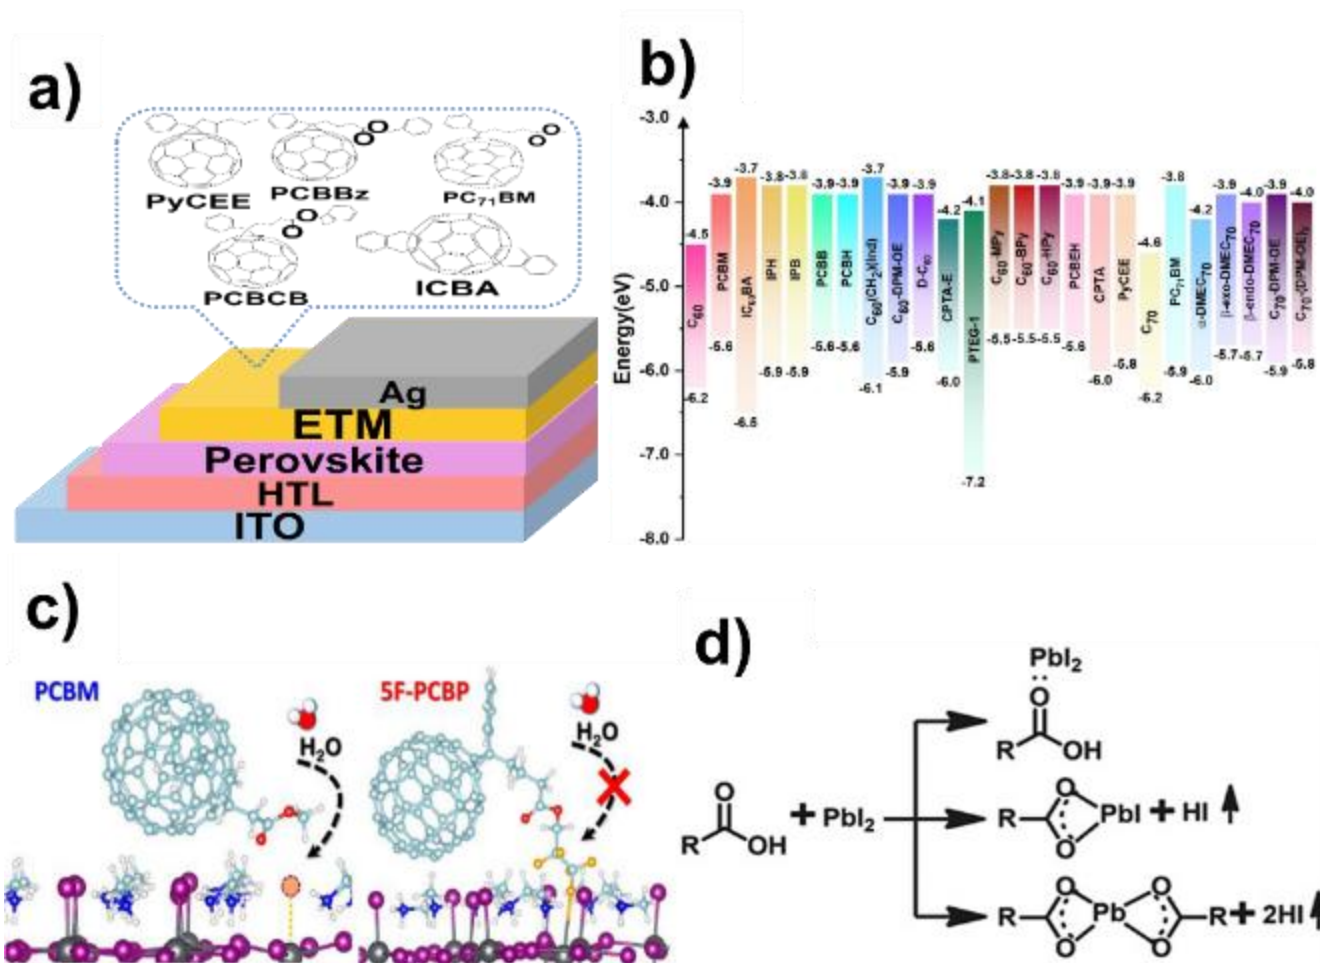 a)
PyCEE
PCBBz
PC₇₁BM
PCBCB
ICBA
Ag
ETM
Perovskite
HTL
ITO
b)
Energy(eV)
-3.0
-4.0
-5.0
-6.0
-7.0
-8.0
-4.5 C₆₀ -6.2
-3.9 PCBM -5.6
-3.7 IC₆₀BA -6.5
-3.8 IPH -5.9
-3.8 IPB -5.9
-3.9 PCBB -5.6
-3.9 PCBH -5.6
-3.7 C₆₀(CH₂)(Ind) -6.1
-3.9 C₆₀-DPM-OE -5.9
-3.9 D-C₆₀ -5.6
-4.2 CPTA-E -6.0
-4.1 PTEG-1 -7.2
-3.8 C₆₀-MPy -5.5
-3.8 C₆₀-BPy -5.5
-3.8 C₆₀-HPy -5.5
-3.9 PCBEH -5.6
-3.9 CPTA -6.0
-3.9 PyCEE -5.8
-4.6 C₇₀ -6.2
-3.8 PC₇₁BM -5.9
-4.2 α-DMEC₇₀ -6.0
-3.9 β-exo-DMEC₇₀ -5.7
-4.0 β-endo-DMEC₇₀ -5.7
-3.9 C₇₀-DPM-OE -5.9
-4.0 -5.8
c)
PCBM
H₂O
5F-PCBP
H₂O
d)
R
O
OH
+ PbI₂
PbI₂
O
R
OH
R
O
O
PbI + HI
R
O
O
Pb
O
O
R + 2HI